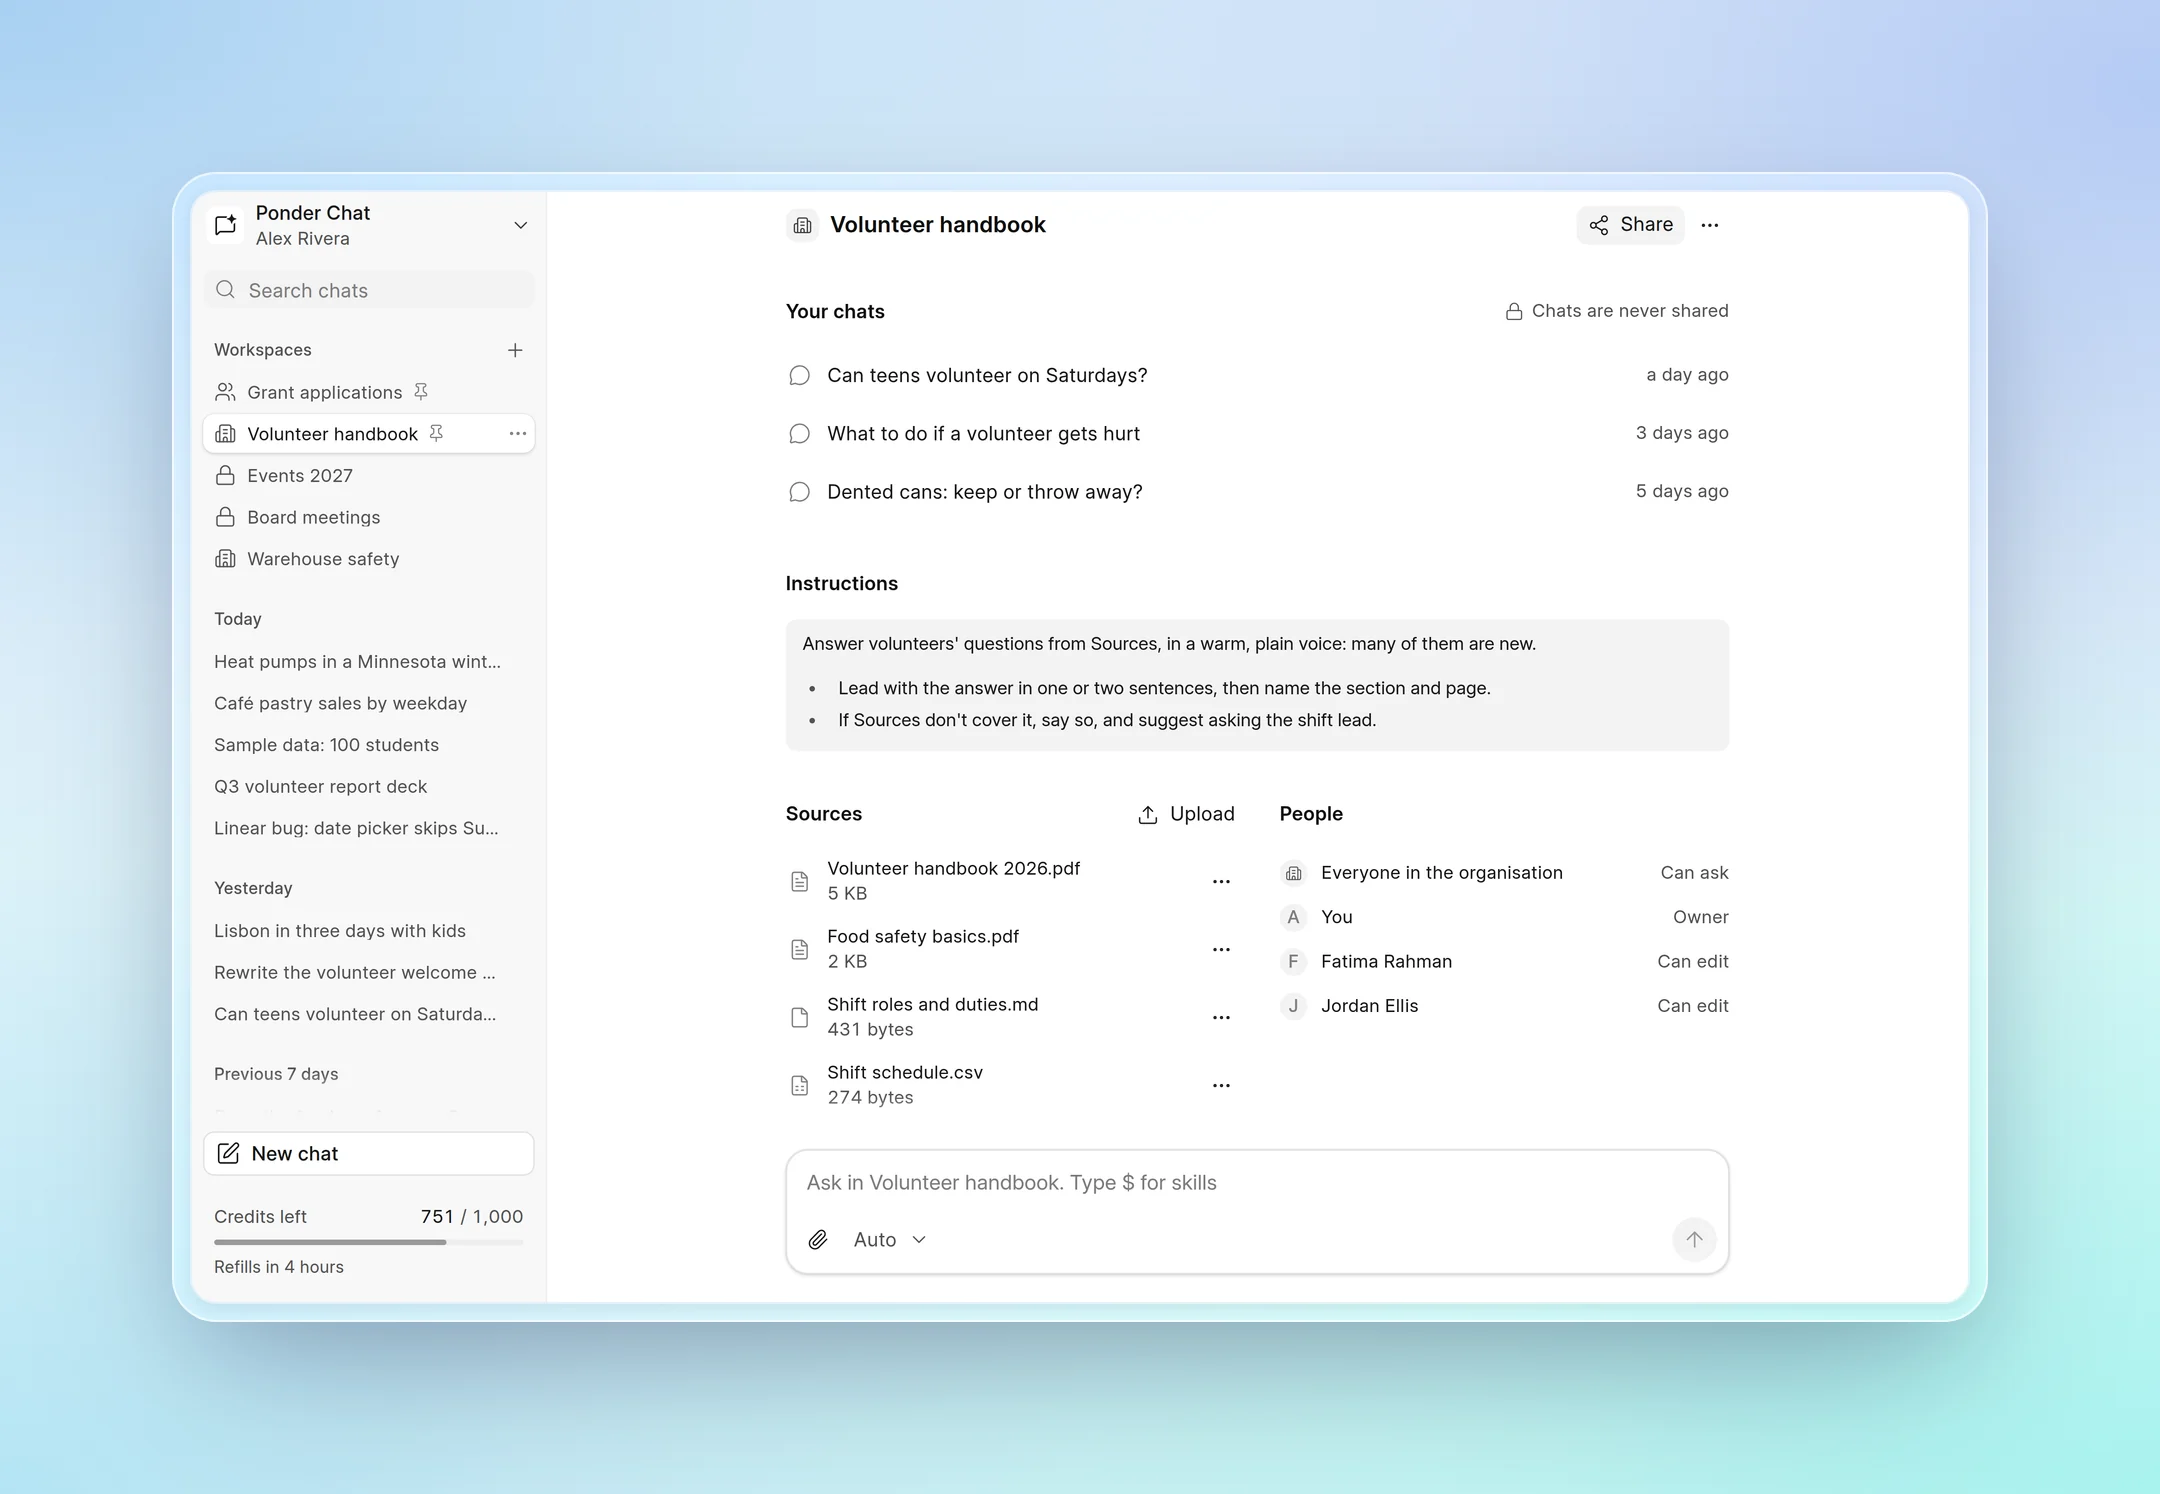 Ponder Chat
Alex Rivera
Search chats
Workspaces
Grant applications
Volunteer handbook
Events 2027
Board meetings
Warehouse safety
Today
Heat pumps in a Minnesota wint...
Café pastry sales by weekday
Sample data: 100 students
Q3 volunteer report deck
Linear bug: date picker skips Su...
Yesterday
Lisbon in three days with kids
Rewrite the volunteer welcome ...
Can teens volunteer on Saturda...
Previous 7 days
New chat
Credits left 751 / 1,000
Refills in 4 hours
Volunteer handbook
Share
Your chats
Chats are never shared
Can teens volunteer on Saturdays? a day ago
What to do if a volunteer gets hurt 3 days ago
Dented cans: keep or throw away? 5 days ago
Instructions
Answer volunteers' questions from Sources, in a warm, plain voice: many of them are new.
• Lead with the answer in one or two sentences, then name the section and page.
• If Sources don't cover it, say so, and suggest asking the shift lead.
Sources
Upload
Volunteer handbook 2026.pdf
5 KB
Food safety basics.pdf
2 KB
Shift roles and duties.md
431 bytes
Shift schedule.csv
274 bytes
People
Everyone in the organisation Can ask
A You Owner
F Fatima Rahman Can edit
J Jordan Ellis Can edit
Ask in Volunteer handbook. Type $ for skills
Auto